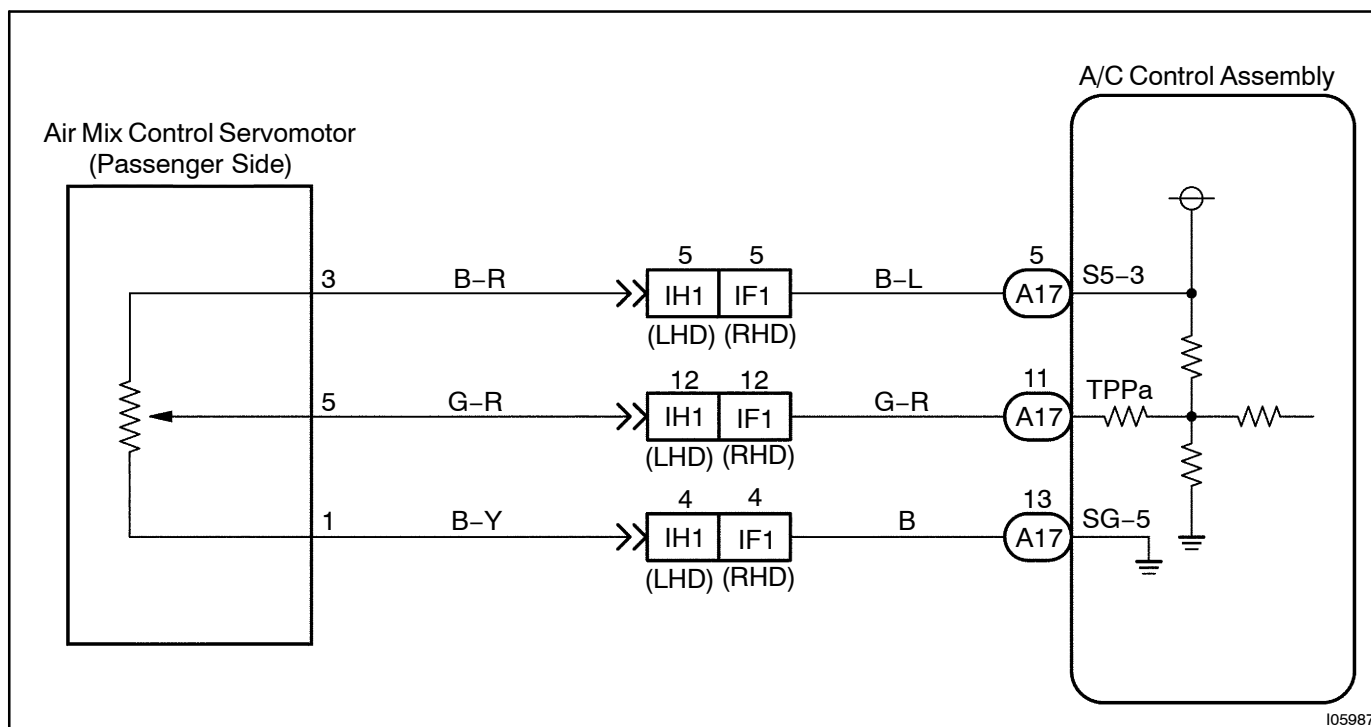 A/C Control Assembly
Air Mix Control Servomotor
(Passenger Side)
3 B-R 5 5 B-L 5 S5-3
IH1 IF1 A17
(LHD) (RHD)
5 G-R 12 12 G-R 11 TPPa
IH1 IF1 A17
(LHD) (RHD)
1 B-Y 4 4 B 13 SG-5
IH1 IF1 A17
(LHD) (RHD)
I05987